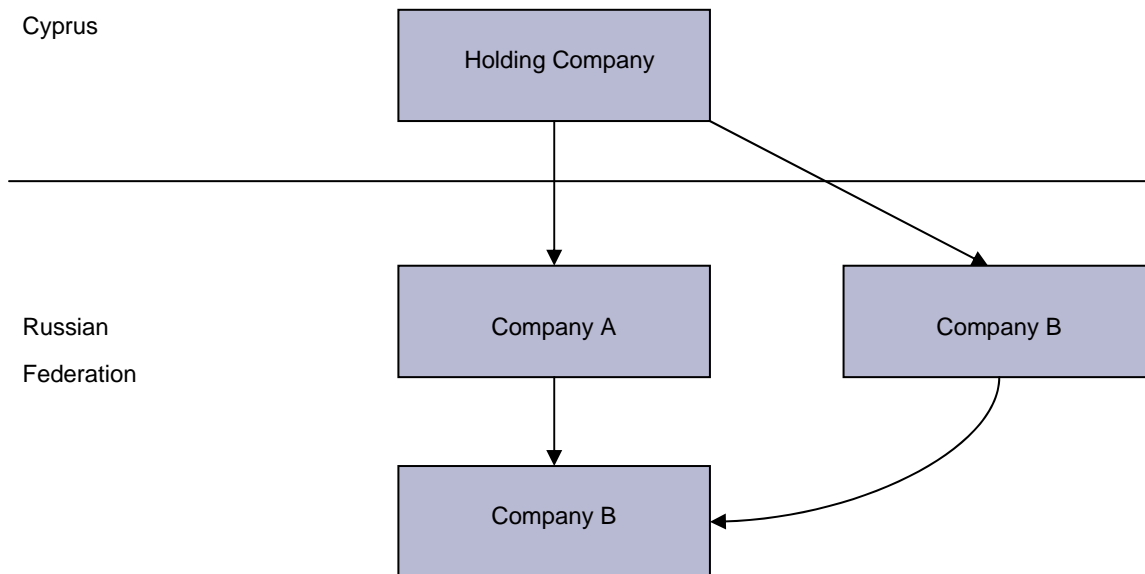 Cyprus
Holding Company
Russian
Federation
Company A
Company B
Company B